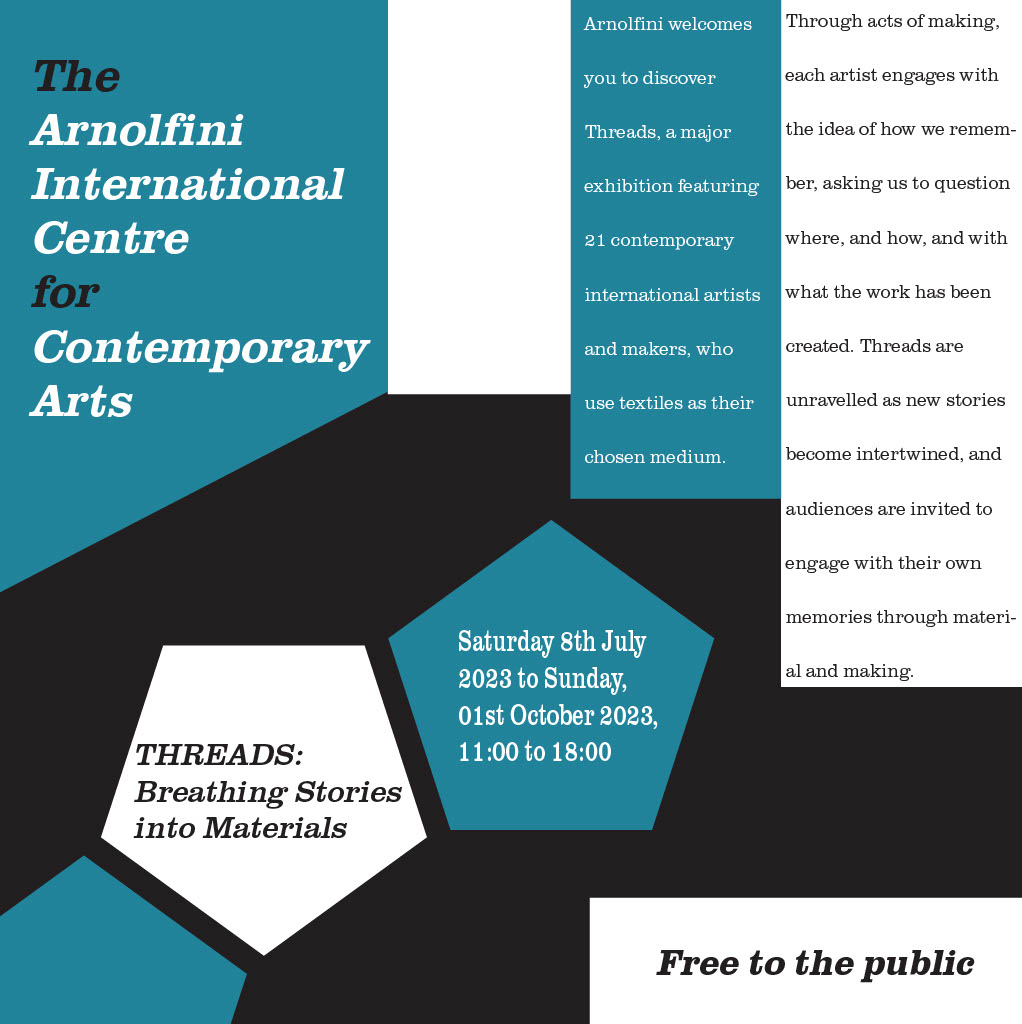 The
Arnolfini
International
Centre
for
Contemporary
Arts
Arnolfini welcomes
you to discover
Threads, a major
exhibition featuring
21 contemporary
international artists
and makers, who
use textiles as their
chosen medium.
Through acts of making,
each artist engages with
the idea of how we remem-
ber, asking us to question
where, and how, and with
what the work has been
created. Threads are
unravelled as new stories
become intertwined, and
audiences are invited to
engage with their own
memories through materi-
al and making.
Saturday 8th July
2023 to Sunday,
01st October 2023,
11:00 to 18:00
THREADS:
Breathing Stories
into Materials
Free to the public